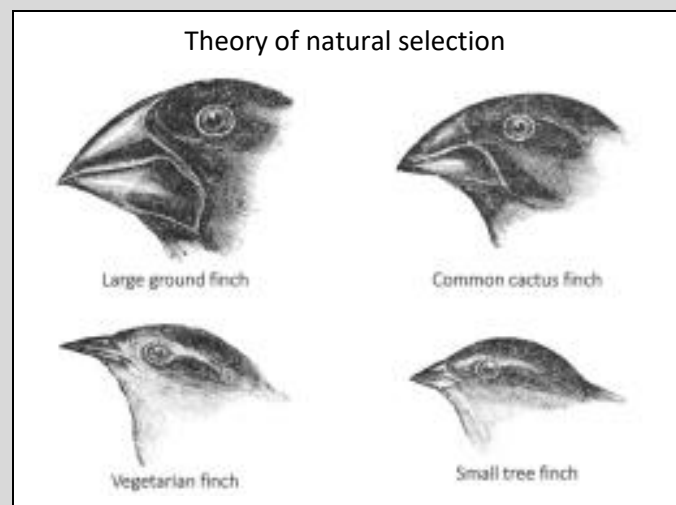 Theory of natural selection
Large ground finch
Common cactus finch
Vegetarian finch
Small tree finch